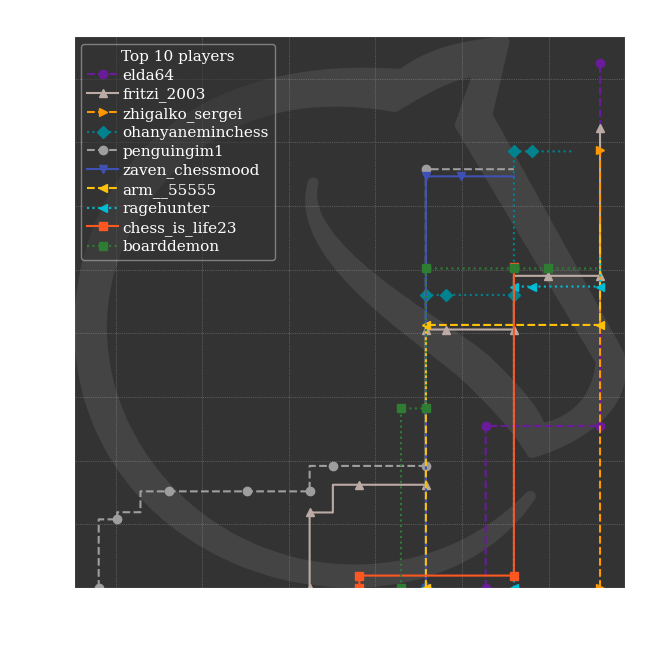 Top 10 players
elda64
fritzi_2003
zhigalko_sergei
ohanyaneminchess
penguingim1
zaven_chessmood
arm__55555
ragehunter
chess_is_life23
boarddemon